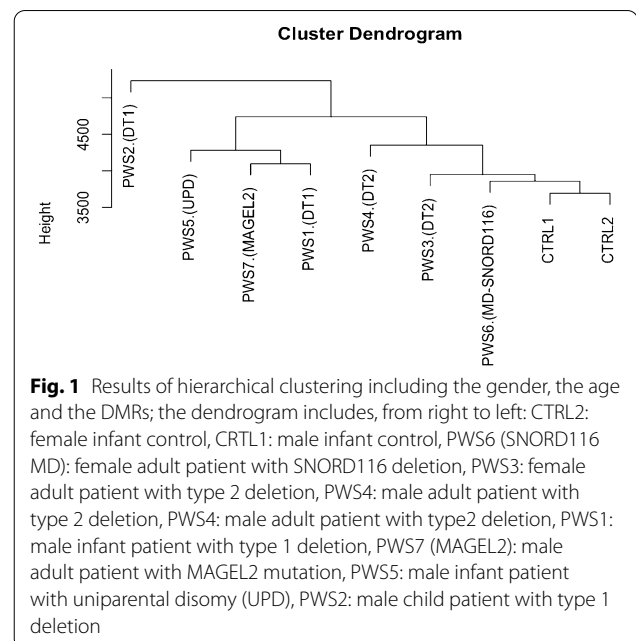 Cluster Dendrogram
Height
3500
4500
PWS2.(DT1)
PWS5.(UPD)
PWS7.(MAGEL2)
PWS1.(DT1)
PWS4.(DT2)
PWS3.(DT2)
PWS6.(MD-SNORD116)
CTRL1
CTRL2
Fig. 1 Results of hierarchical clustering including the gender, the age
and the DMRs; the dendrogram includes, from right to left: CTRL2:
female infant control, CRTL1: male infant control, PWS6 (SNORD116
MD): female adult patient with SNORD116 deletion, PWS3: female
adult patient with type 2 deletion, PWS4: male adult patient with
type 2 deletion, PWS4: male adult patient with type2 deletion, PWS1:
male infant patient with type 1 deletion, PWS7 (MAGEL2): male
adult patient with MAGEL2 mutation, PWS5: male infant patient
with uniparental disomy (UPD), PWS2: male child patient with type 1
deletion